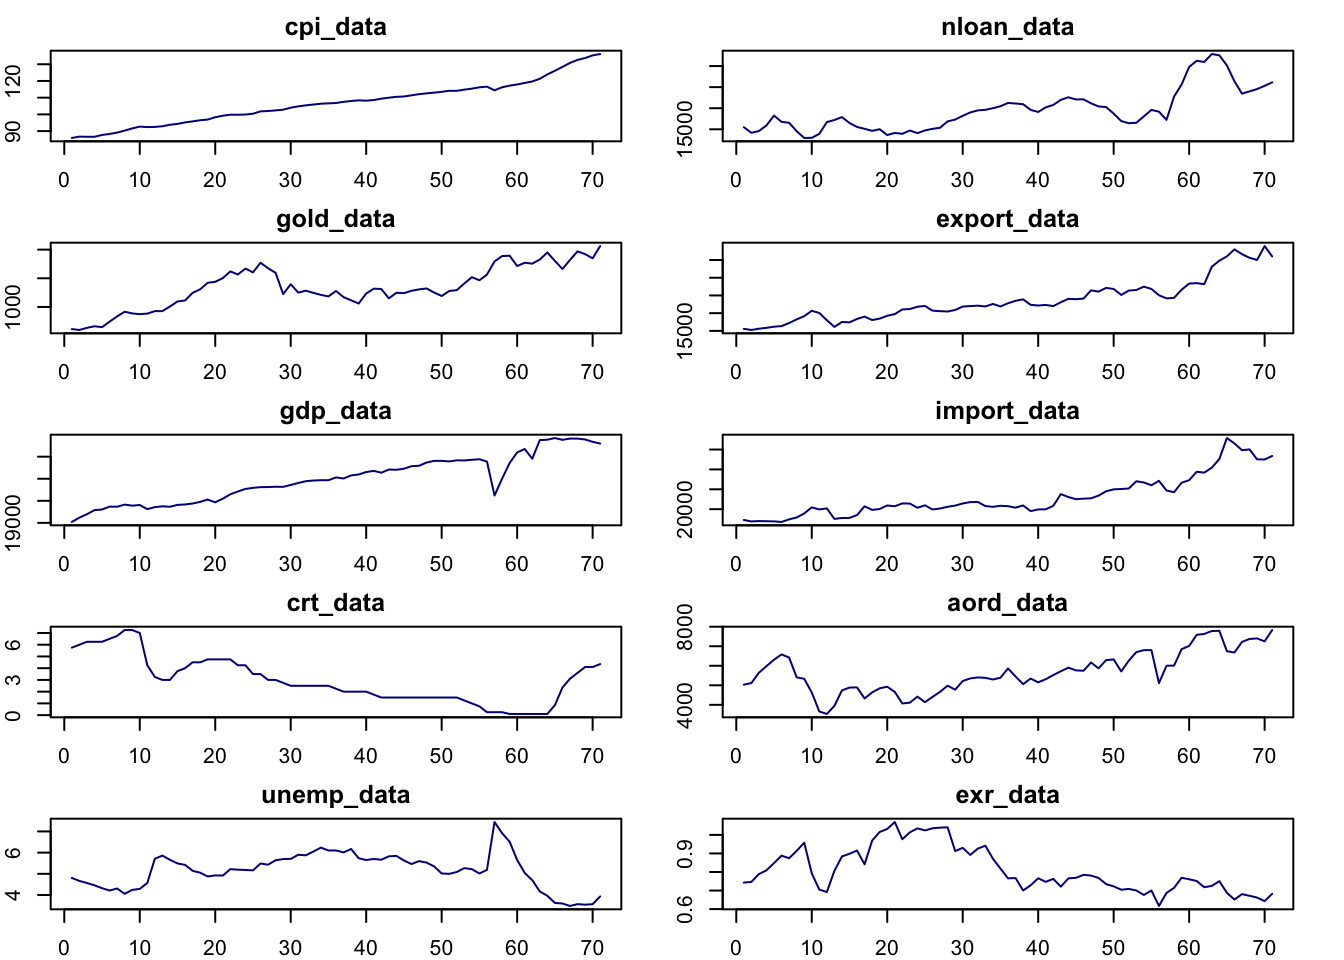 cpi_data
90 120
0 10 20 30 40 50 60 70
nloan_data
15000
0 10 20 30 40 50 60 70
gold_data
1000
0 10 20 30 40 50 60 70
export_data
15000
0 10 20 30 40 50 60 70
gdp_data
19000
0 10 20 30 40 50 60 70
import_data
20000
0 10 20 30 40 50 60 70
crt_data
0 3 6
0 10 20 30 40 50 60 70
aord_data
4000 8000
0 10 20 30 40 50 60 70
unemp_data
4 6
0 10 20 30 40 50 60 70
exr_data
0.6 0.9
0 10 20 30 40 50 60 70